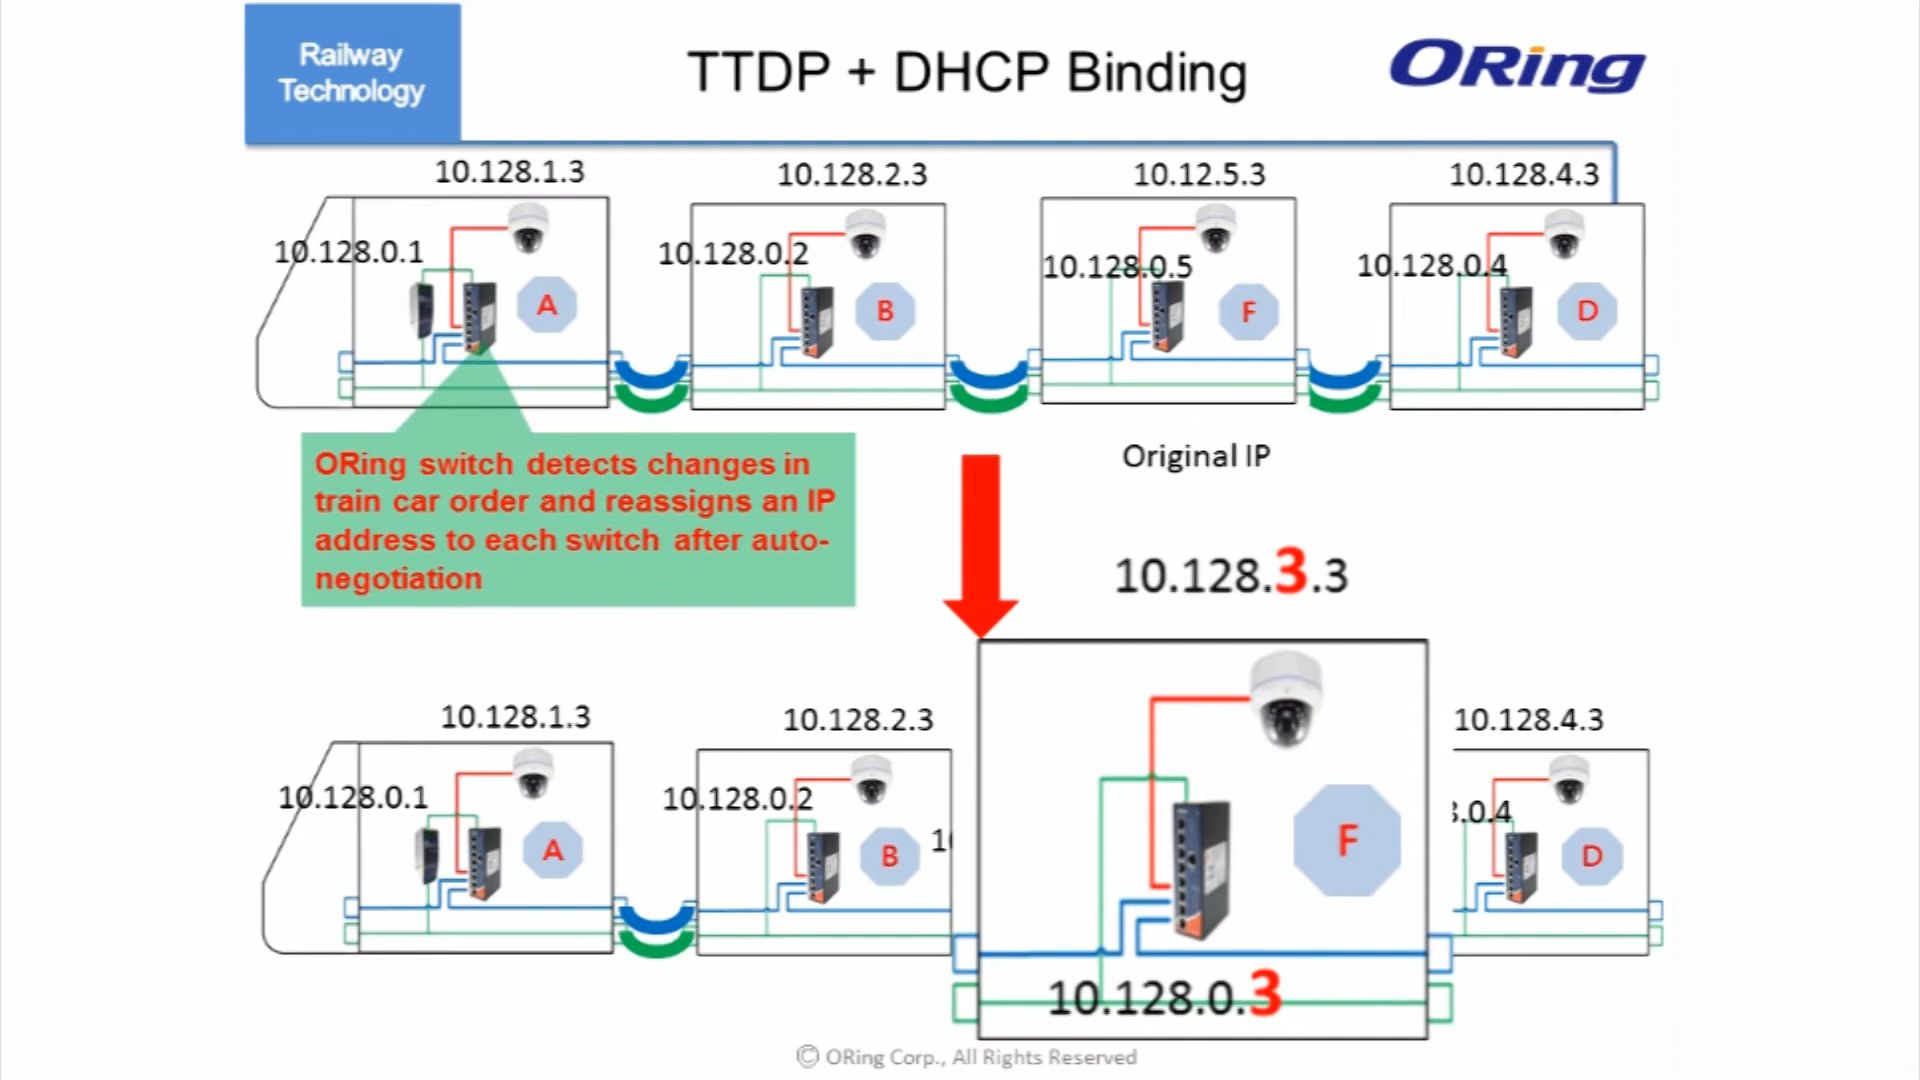 Railway
Technology
TTDP + DHCP Binding
ORing
10.128.1.3
10.128.2.3
10.12.5.3
10.128.4.3
10.128.0.1
10.128.0.2
10.128.0.5
10.128.0.4
A
B
F
D
ORing switch detects changes in
train car order and reassigns an IP
address to each switch after auto-
negotiation
Original IP
10.128.3.3
10.128.1.3
10.128.2.3
10.128.4.3
10.128.0.1
10.128.0.2
.0.4
A
B
1
F
D
10.128.0.3
© ORing Corp., All Rights Reserved